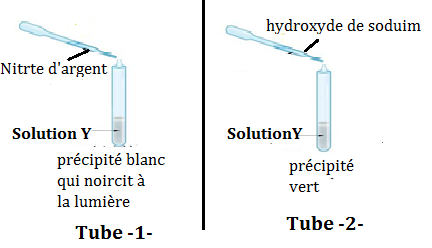 Nitrte d'argent
Solution Y
précipité blanc
qui noircit à
la lumière
Tube -1-
hydroxyde de soduim
SolutionY
précipité
vert
Tube -2-